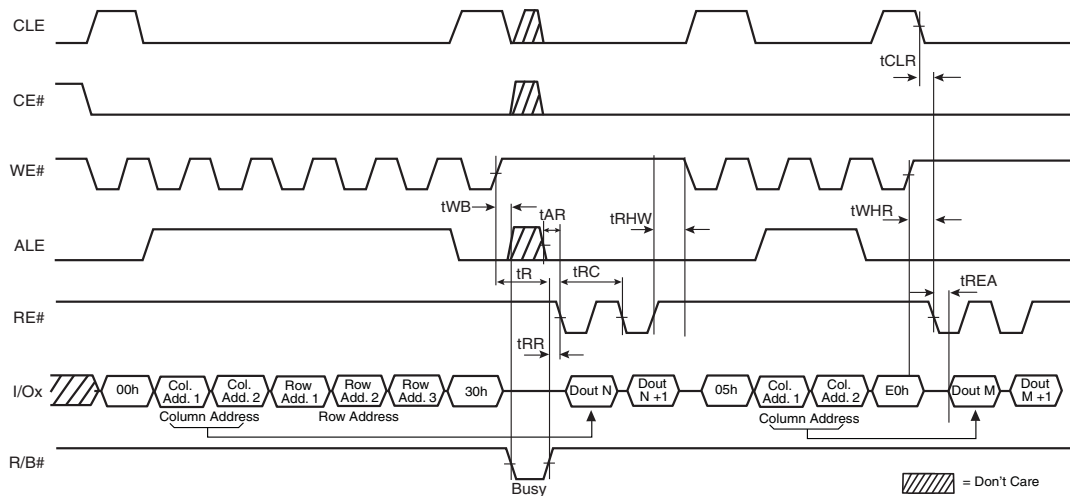 CLE
tCLR
CE#
WE#
tWB
tAR
tRHW
tWHR
ALE
tR
tRC
tREA
RE#
tRR
I/Ox
00h
Col. Add. 1
Col. Add. 2
Row Add. 1
Row Add. 2
Row Add. 3
30h
Dout N
Dout N +1
05h
Col. Add. 1
Col. Add. 2
E0h
Dout M
Dout M +1
Column Address
Row Address
Column Address
R/B#
Busy
= Don't Care